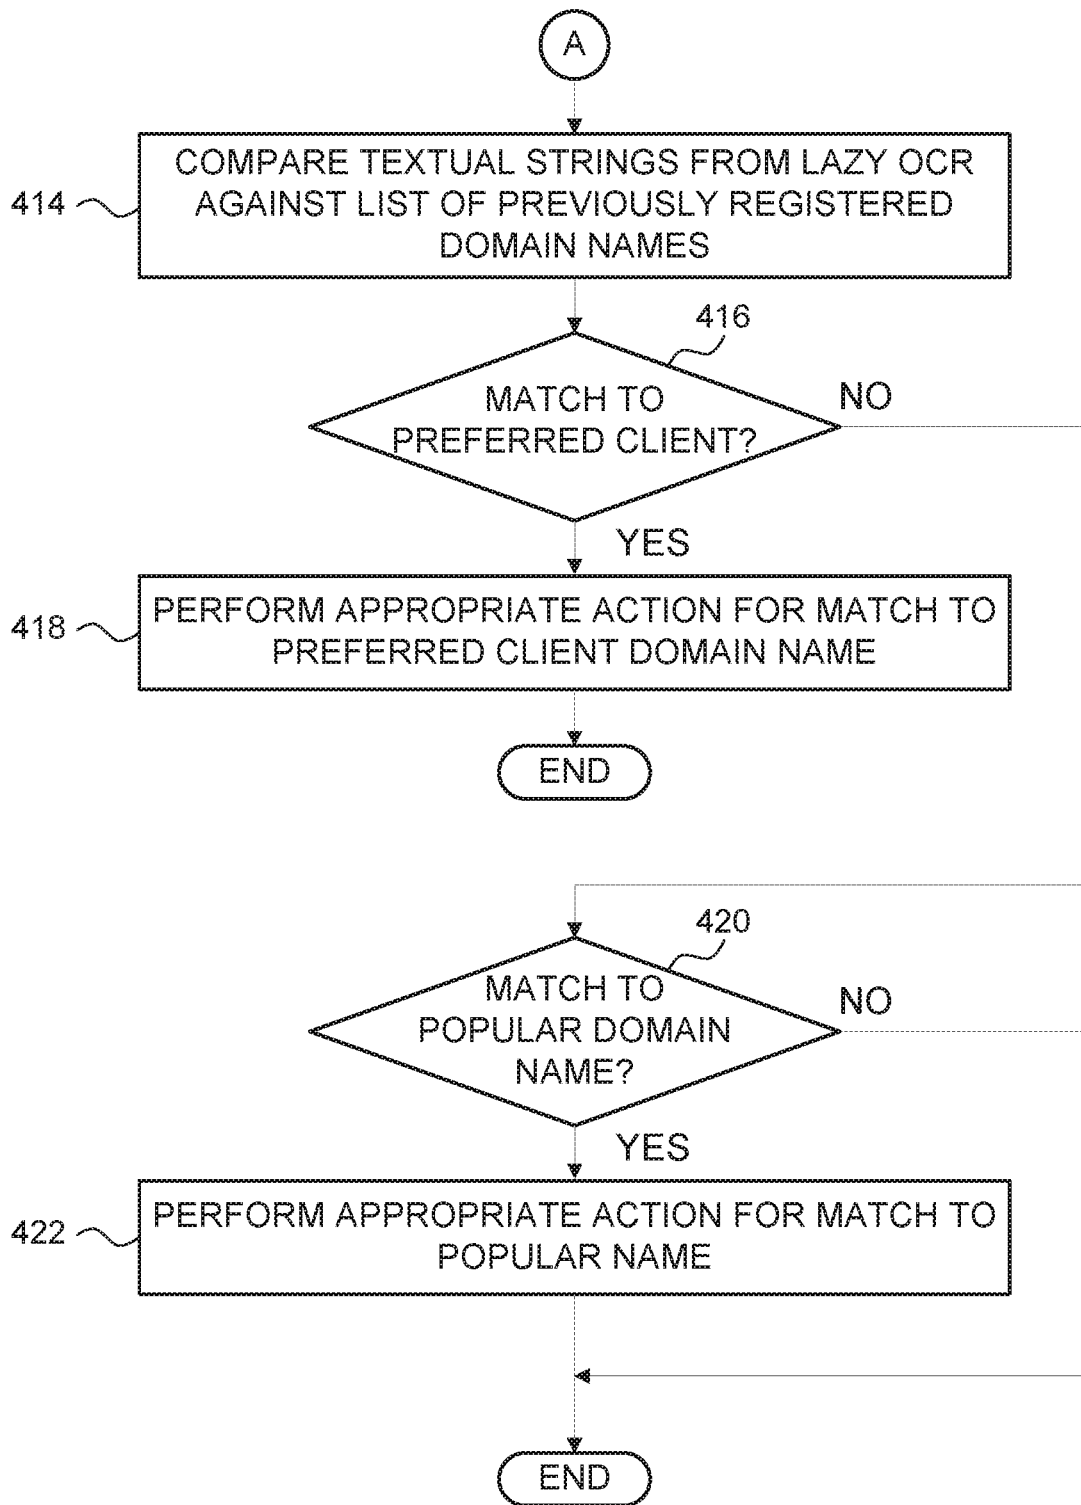 A
COMPARE TEXTUAL STRINGS FROM LAZY OCR
AGAINST LIST OF PREVIOUSLY REGISTERED
DOMAIN NAMES
414
416
MATCH TO
PREFERRED CLIENT?
NO
YES
PERFORM APPROPRIATE ACTION FOR MATCH TO
PREFERRED CLIENT DOMAIN NAME
418
END
420
MATCH TO
POPULAR DOMAIN
NAME?
NO
YES
PERFORM APPROPRIATE ACTION FOR MATCH TO
POPULAR NAME
422
END